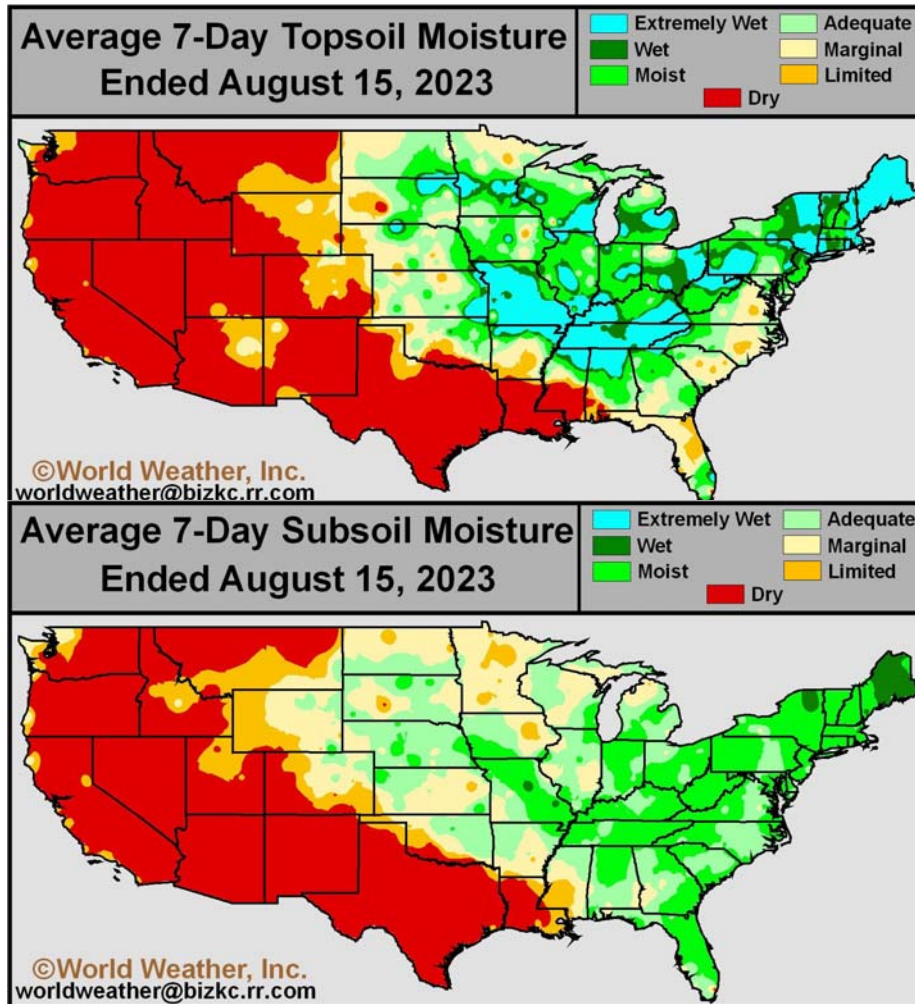 Average 7-Day Topsoil Moisture
Ended August 15, 2023
Extremely Wet
Adequate
Wet
Marginal
Moist
Limited
Dry
©World Weather, Inc.
worldweather@bizkc.rr.com
Average 7-Day Subsoil Moisture
Ended August 15, 2023
Extremely Wet
Adequate
Wet
Marginal
Moist
Limited
Dry
©World Weather, Inc.
worldweather@bizkc.rr.com